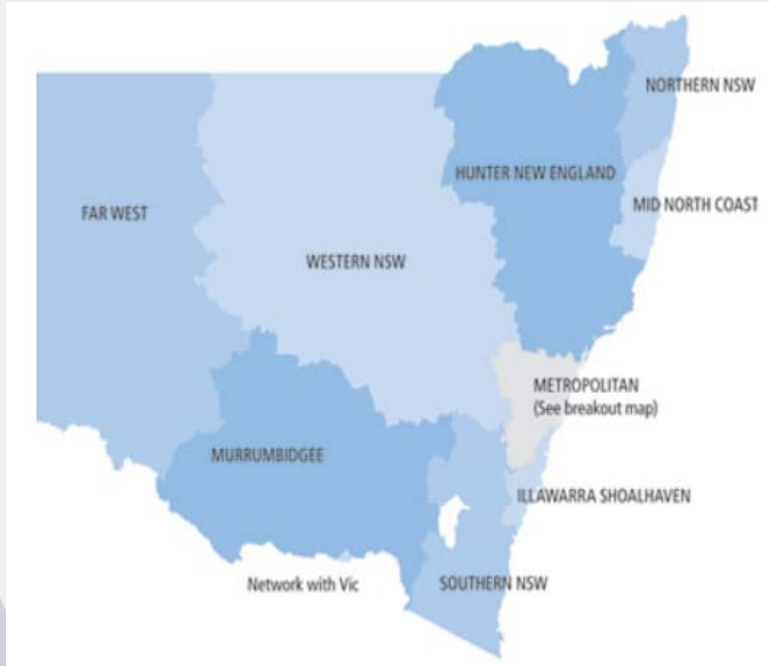 NORTHERN NSW
HUNTER NEW ENGLAND
MID NORTH COAST
FAR WEST
WESTERN NSW
METROPOLITAN
(See breakout map)
MURRUMBIDGEE
ILLAWARRA SHOALHAVEN
Network with Vic
SOUTHERN NSW